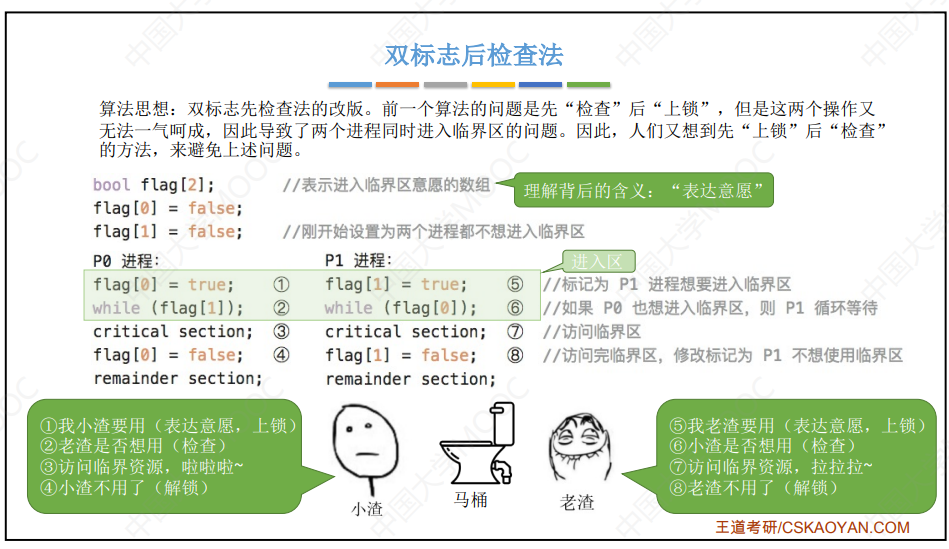 双标志后检查法
算法思想：双标志先检查法的改版。前一个算法的问题是先“检查”后“上锁”，但是这两个操作又
无法一气呵成，因此导致了两个进程同时进入临界区的问题。因此，人们又想到先“上锁”后“检查”
的方法，来避免上述问题。
bool flag[2]; //表示进入临界区意愿的数组
理解背后的含义：“表达意愿”
flag[0] = false;
flag[1] = false; //刚开始设置为两个进程都不想进入临界区
P0 进程: P1 进程:
进入区
flag[0] = true; ① flag[1] = true; ⑤ //标记为 P1 进程想要进入临界区
while (flag[1]); ② while (flag[0]); ⑥ //如果 P0 也想进入临界区，则 P1 循环等待
critical section; ③ critical section; ⑦ //访问临界区
flag[0] = false; ④ flag[1] = false; ⑧ //访问完临界区，修改标记为 P1 不想使用临界区
remainder section; remainder section;
①我小渣要用（表达意愿，上锁）
②老渣是否想用（检查）
③访问临界资源，啦啦啦~
④小渣不用了（解锁）
小渣
马桶
老渣
⑤我老渣要用（表达意愿，上锁）
⑥小渣是否想用（检查）
⑦访问临界资源，拉拉拉~
⑧老渣不用了（解锁）
王道考研/CSKAOYAN.COM
中国大学MOOC